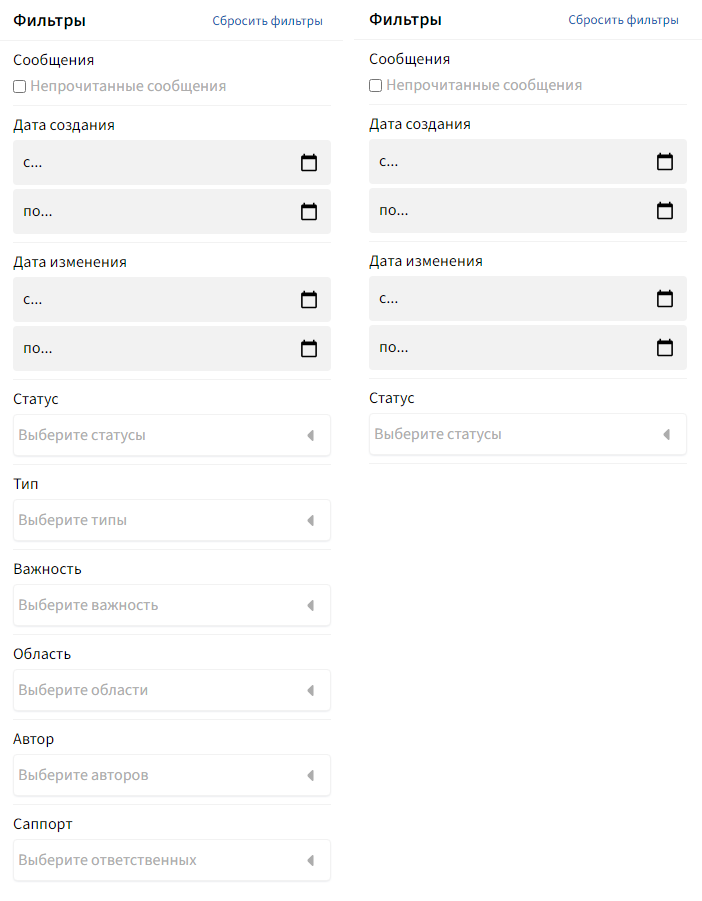 Фильтры
Сбросить фильтры
Сообщения
Непрочитанные сообщения
Дата создания
с...
по...
Дата изменения
с...
по...
Статус
Выберите статусы
Тип
Выберите типы
Важность
Выберите важность
Область
Выберите области
Автор
Выберите авторов
Саппорт
Выберите ответственных
Фильтры
Сбросить фильтры
Сообщения
Непрочитанные сообщения
Дата создания
с...
по...
Дата изменения
с...
по...
Статус
Выберите статусы